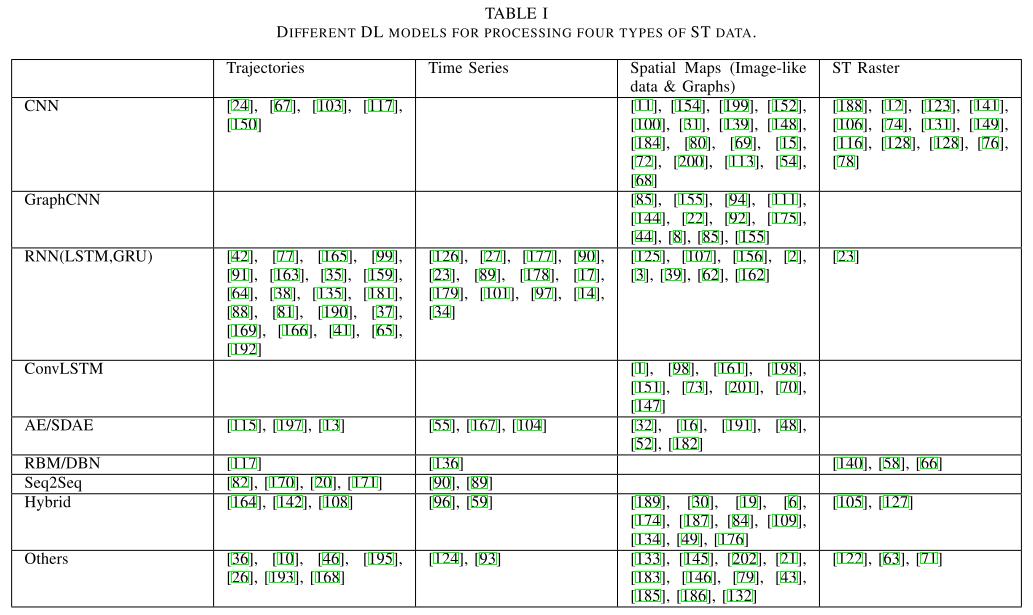 TABLE I
DIFFERENT DL MODELS FOR PROCESSING FOUR TYPES OF ST DATA.
Trajectories Time Series Spatial Maps (Image-like data & Graphs) ST Raster
CNN
[24], [67], [103], [117],
[150]
[11], [154], [199], [152],
[100], [31], [139], [148],
[184], [80], [69], [15],
[72], [200], [113], [54],
[68]
[188], [12], [123], [141],
[106], [74], [131], [149],
[116], [128], [128], [76],
[78]
GraphCNN
[85], [155], [94], [111],
[144], [22], [92], [175],
[44], [8], [85], [155]
RNN(LSTM,GRU)
[42], [77], [165], [99],
[91], [163], [35], [159],
[64], [38], [135], [181],
[88], [81], [190], [37],
[169], [166], [41], [65],
[192]
[126], [27], [177], [90],
[23], [89], [178], [17],
[179], [101], [97], [14],
[34]
[125], [107], [156], [2],
[3], [39], [62], [162]
[23]
ConvLSTM
[1], [98], [161], [198],
[151], [73], [201], [70],
[147]
AE/SDAE
[115], [197], [13]
[55], [167], [104]
[32], [16], [191], [48],
[52], [182]
RBM/DBN
[117]
[136]
[140], [58], [66]
Seq2Seq
[82], [170], [20], [171]
[90], [89]
Hybrid
[164], [142], [108]
[96], [59]
[189], [30], [19], [6],
[174], [187], [84], [109],
[134], [49], [176]
[105], [127]
Others
[36], [10], [46], [195],
[26], [193], [168]
[124], [93]
[133], [145], [202], [21],
[183], [146], [79], [43],
[185], [186], [132]
[122], [63], [71]